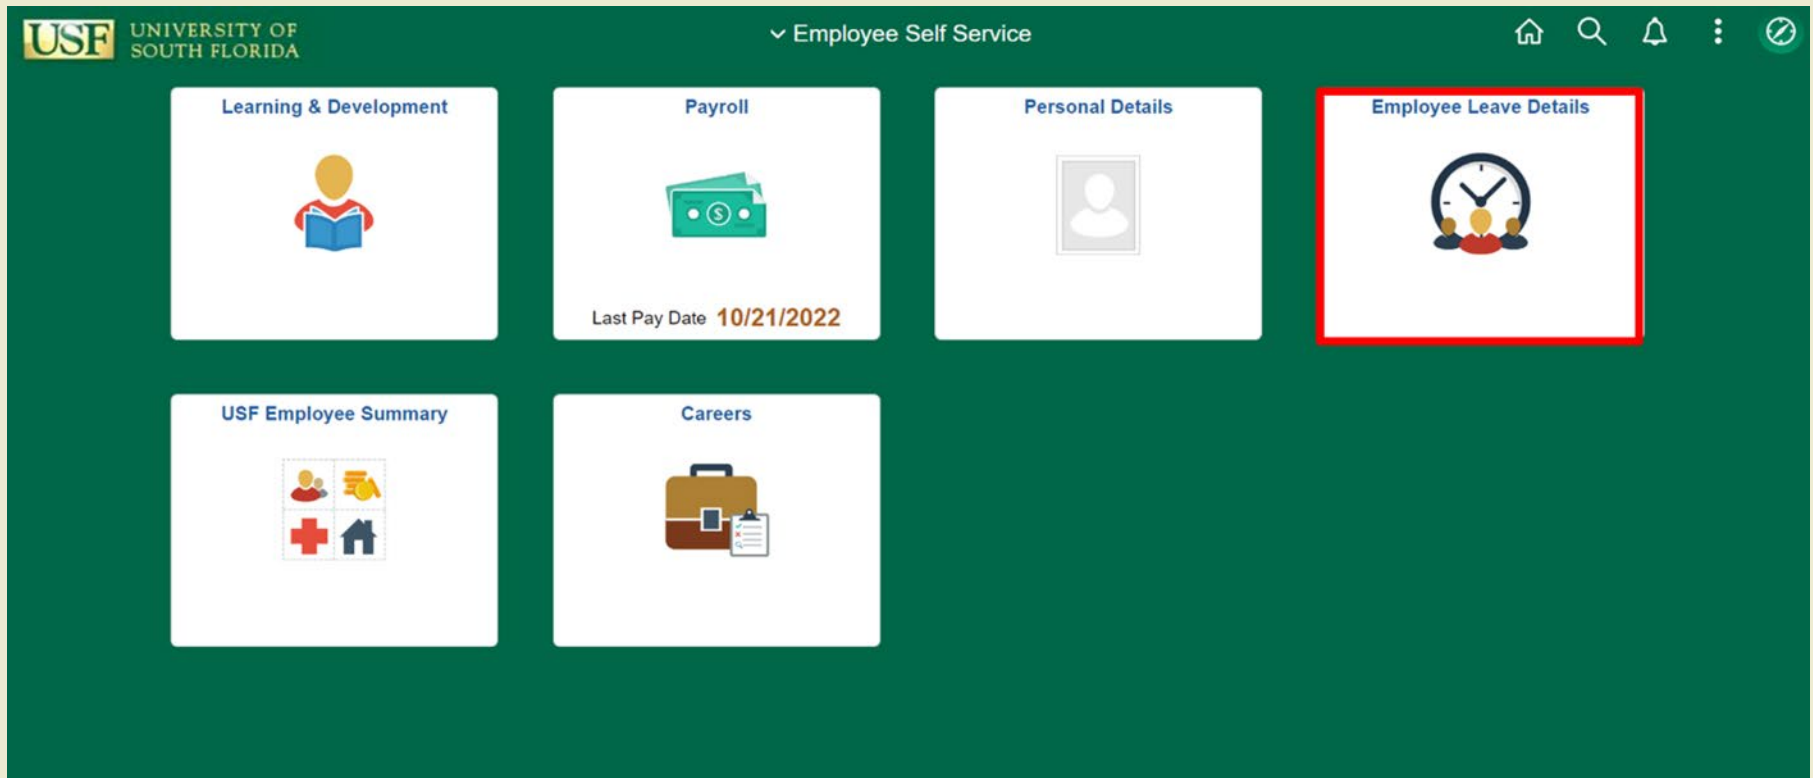 USF UNIVERSITY OF
SOUTH FLORIDA
Employee Self Service
Learning & Development
Payroll
Personal Details
Employee Leave Details
$
Last Pay Date 10/21/2022
USF Employee Summary
Careers